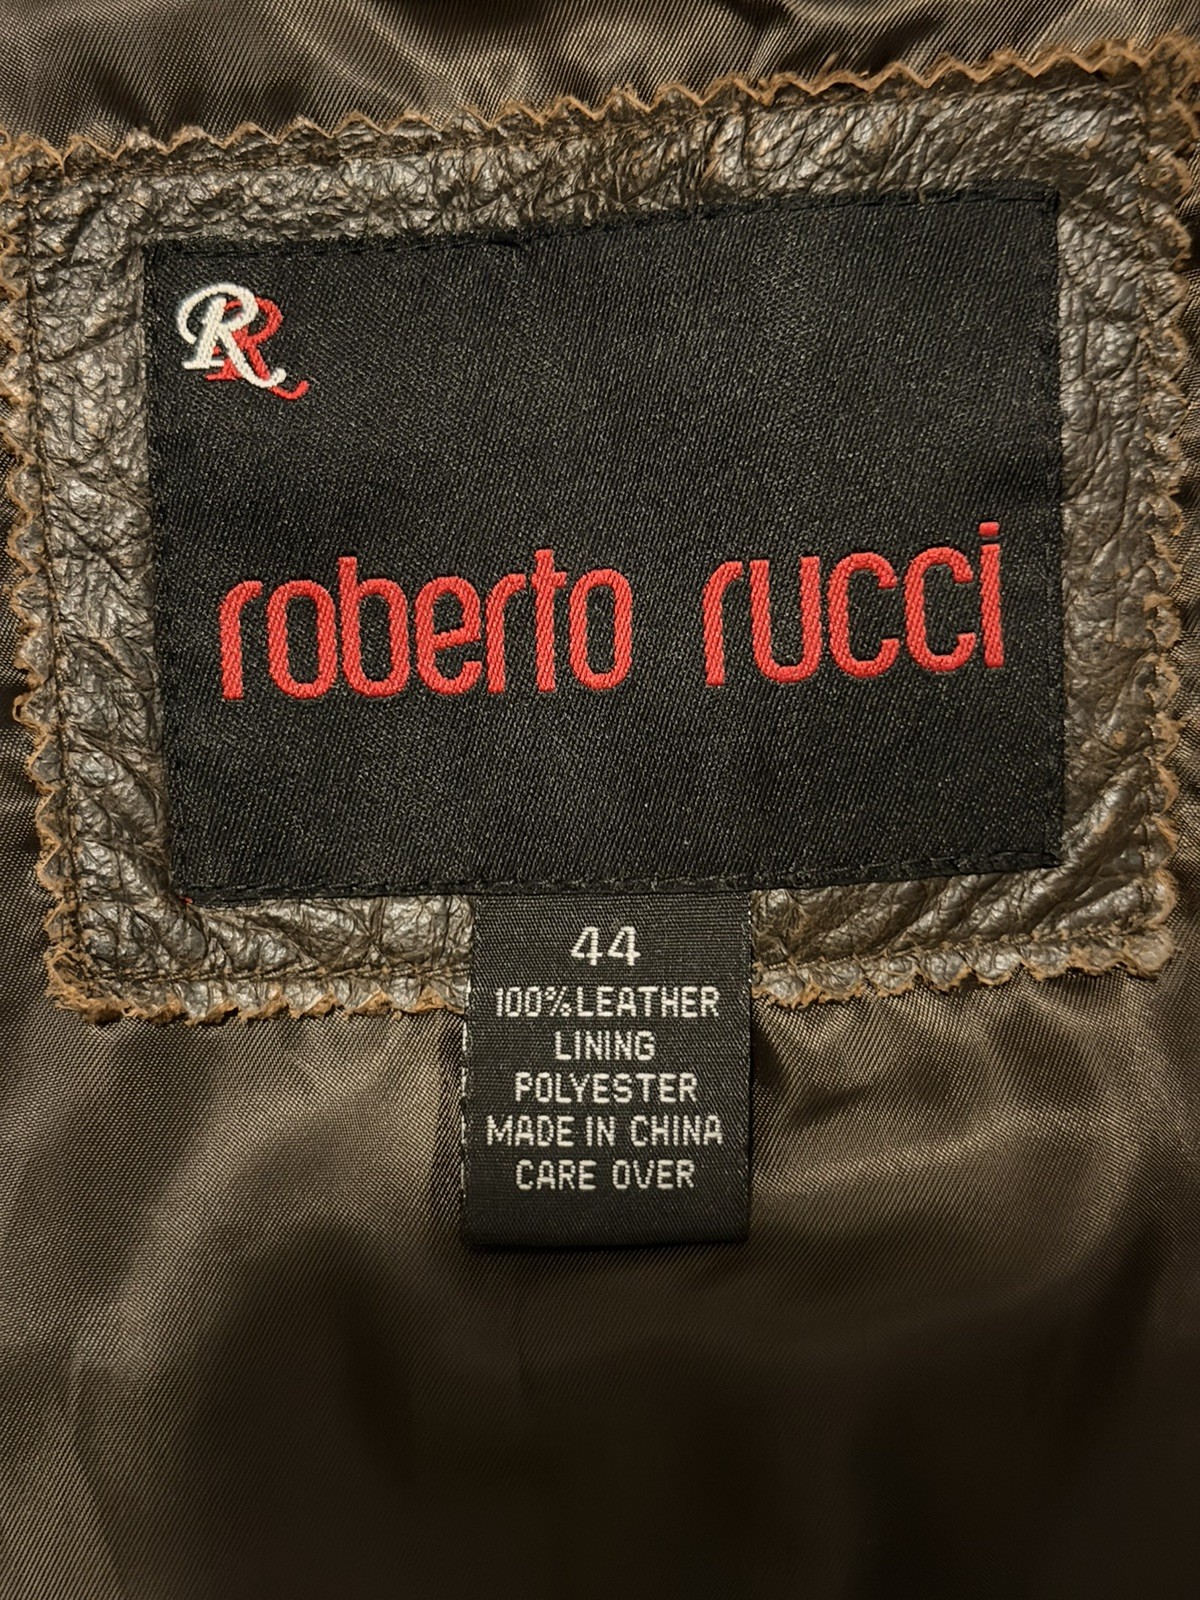 RR
roberto rucci
44
100%LEATHER
LINING
POLYESTER
MADE IN CHINA
CARE OVER